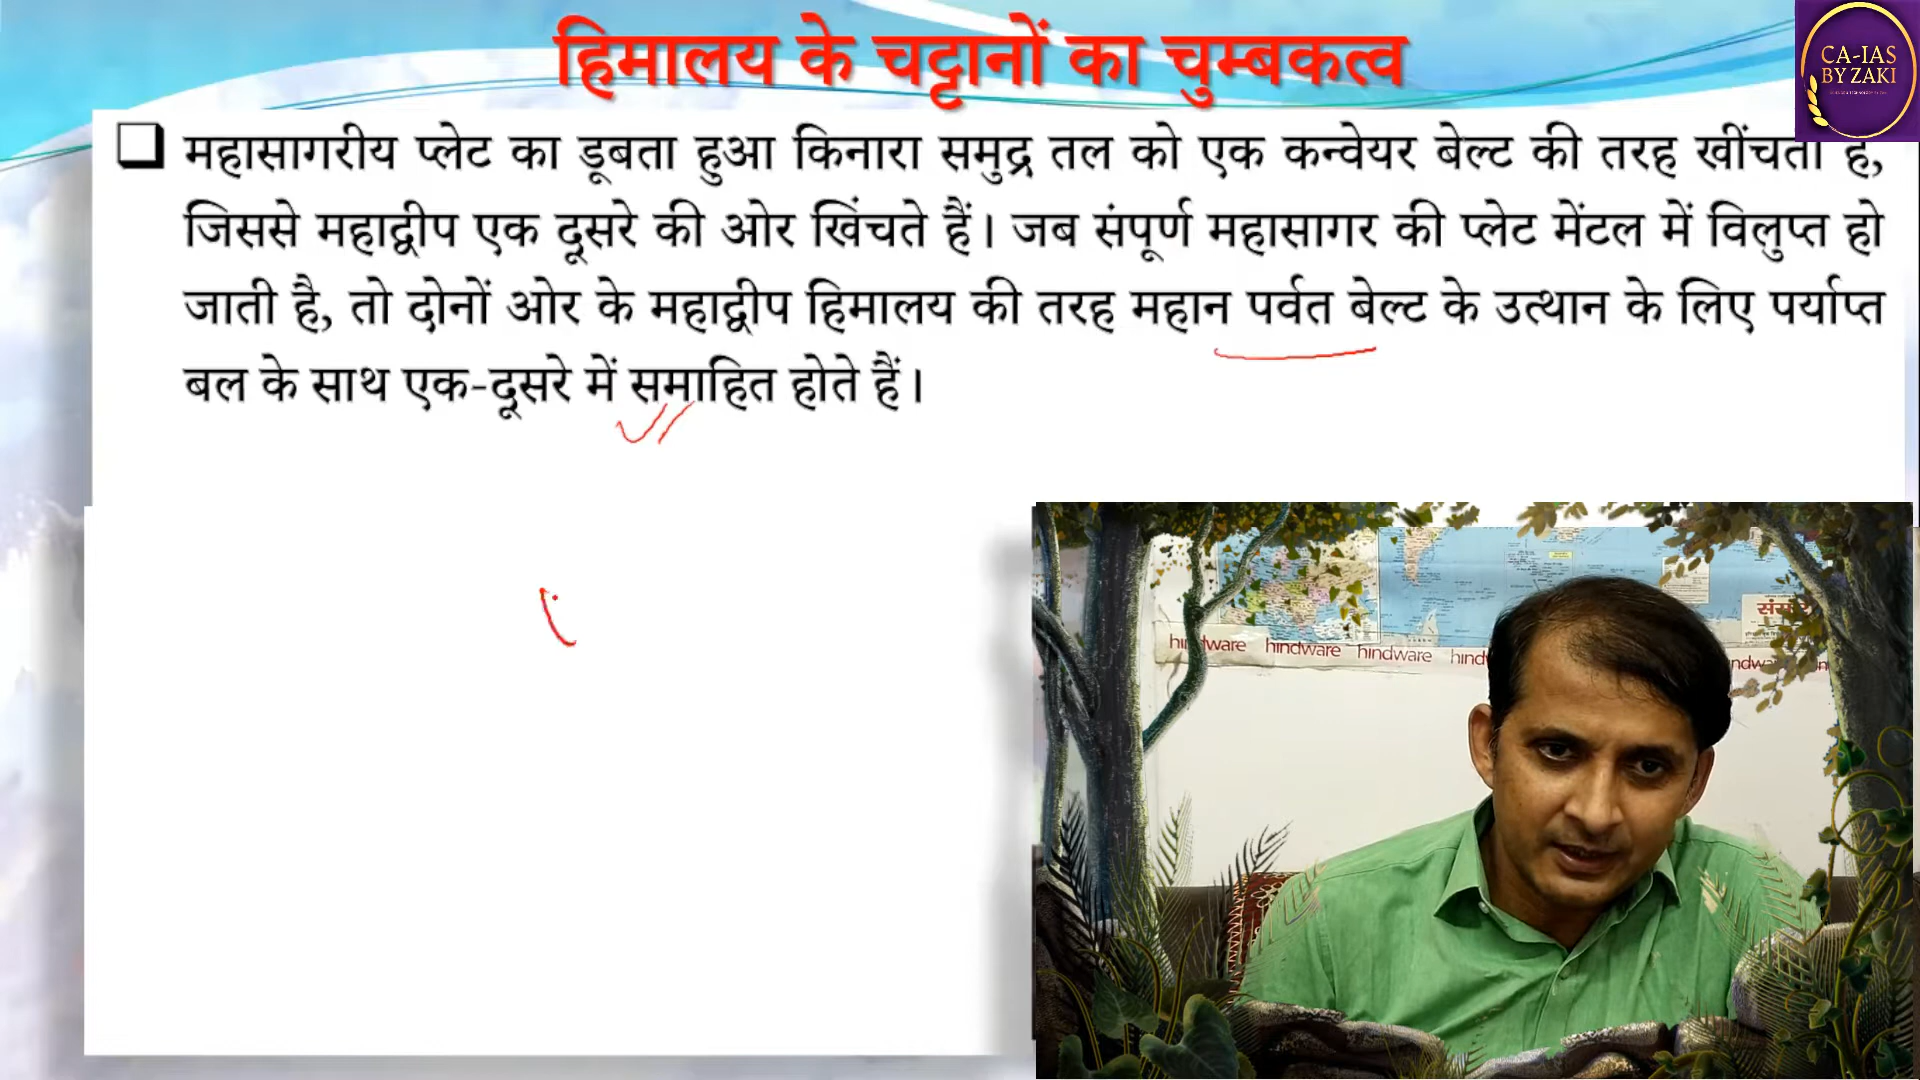 हिमालय के चट्टानों का चुम्बकत्व
CA-IAS
BY ZAKI
महासागरीय प्लेट का डूबता हुआ किनारा समुद्र तल को एक कन्वेयर बेल्ट की तरह खींचता है,
जिससे महाद्वीप एक दूसरे की ओर खिंचते हैं। जब संपूर्ण महासागर की प्लेट मेंटल में विलुप्त हो
जाती है, तो दोनों ओर के महाद्वीप हिमालय की तरह महान पर्वत बेल्ट के उत्थान के लिए पर्याप्त
बल के साथ एक-दूसरे में समाहित होते हैं।
hindware hindware hindware